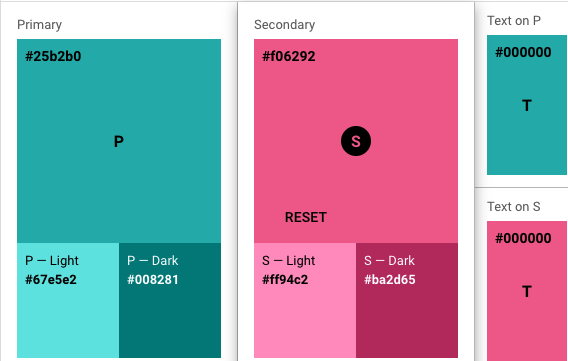 Primary
#25b2b0
P
P — Light
#67e5e2
P — Dark
#008281
Secondary
#f06292
S
RESET
S — Light
#ff94c2
S — Dark
#ba2d65
Text on P
#000000
T
Text on S
#000000
T